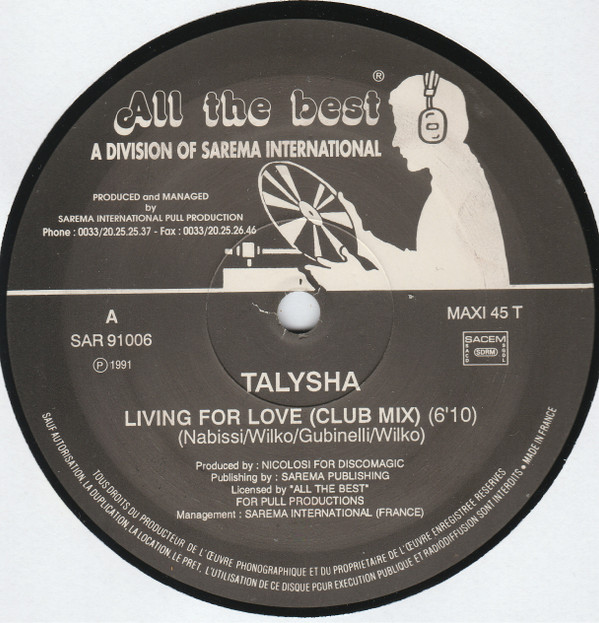 All the best ®
A DIVISION OF SAREMA INTERNATIONAL
PRODUCED and MANAGED
by
SAREMA INTERNATIONAL PULL PRODUCTION
Phone : 0033/20.25.25.37 - Fax : 0033/20.25.26.46
A
SAR 91006
℗ 1991
MAXI 45 T
SACEM
SACD
SDRM
SGDL
TALYSHA
LIVING FOR LOVE (CLUB MIX) (6'10)
(Nabissi/Wilko/Gubinelli/Wilko)
Produced by : NICOLOSI FOR DISCOMAGIC
Publishing by : SAREMA PUBLISHING
Licensed by "ALL THE BEST"
FOR PULL PRODUCTIONS
Management : SAREMA INTERNATIONAL (FRANCE)
TOUS DROITS DU PRODUCTEUR DE L'ŒUVRE PHONOGRAPHIQUE ET DU PROPRIETAIRE DE L'ŒUVRE ENREGISTREE RESERVES
SAUF AUTORISATION, LA DUPLICATION, LA LOCATION, LE PRET, L'UTILISATION DE CE DISQUE POUR EXECUTION PUBLIQUE ET RADIODIFFUSION SONT INTERDITS • MADE IN FRANCE